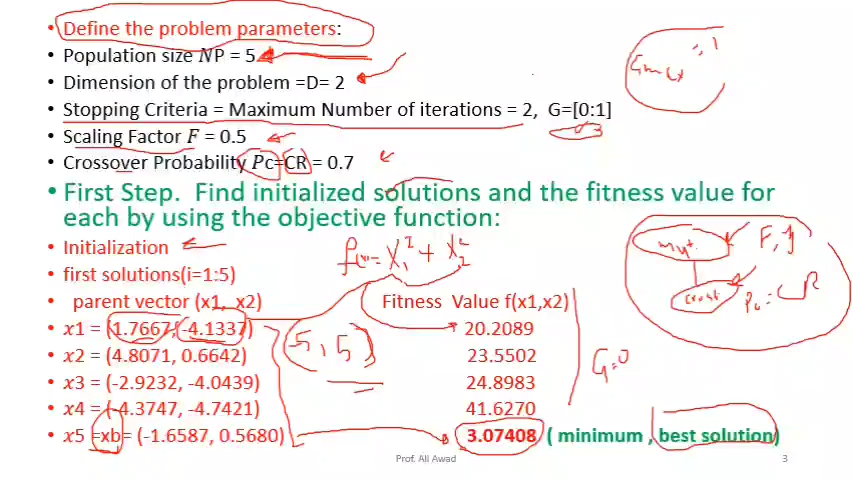 Define the problem parameters:
Population size NP = 5
Dimension of the problem =D= 2
Stopping Criteria = Maximum Number of iterations = 2, G=[0:1]
Scaling Factor F = 0.5
Crossover Probability Pc=CR = 0.7
First Step. Find initialized solutions and the fitness value for
each by using the objective function:
Initialization
first solutions(i=1:5)
parent vector (x1, x2) Fitness Value f(x1,x2)
x1 = (1.7667, -4.1337) 20.2089
x2 = (4.8071, 0.6642) 23.5502
x3 = (-2.9232, -4.0439) 24.8983
x4 = (-4.3747, -4.7421) 41.6270
x5 =xb= (-1.6587, 0.5680) 3.07408 ( minimum , best solution)
X₁² + X₂²
5, 5)
G=0
F,
CR
Prof. Ali Awad
3